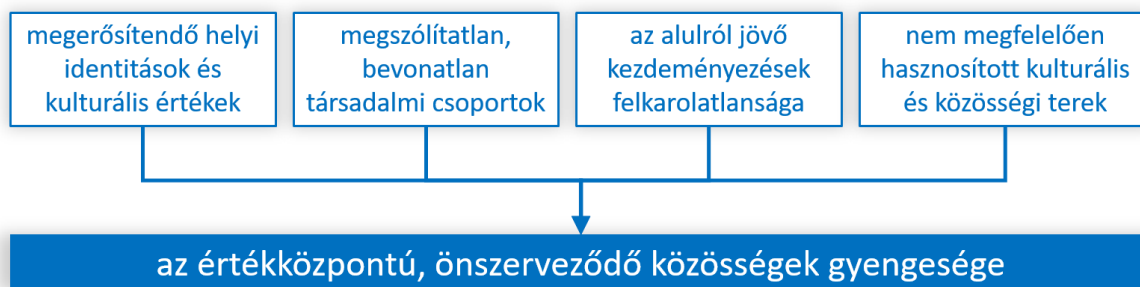 megerősítendő helyi
identitások és
kulturális értékek
megszólítatlan,
bevonatlan
társadalmi csoportok
az alulról jövő
kezdeményezések
felkarolatlansága
nem megfelelően
hasznosított kulturális
és közösségi terek
az értékközpontú, önszerveződő közösségek gyengesége